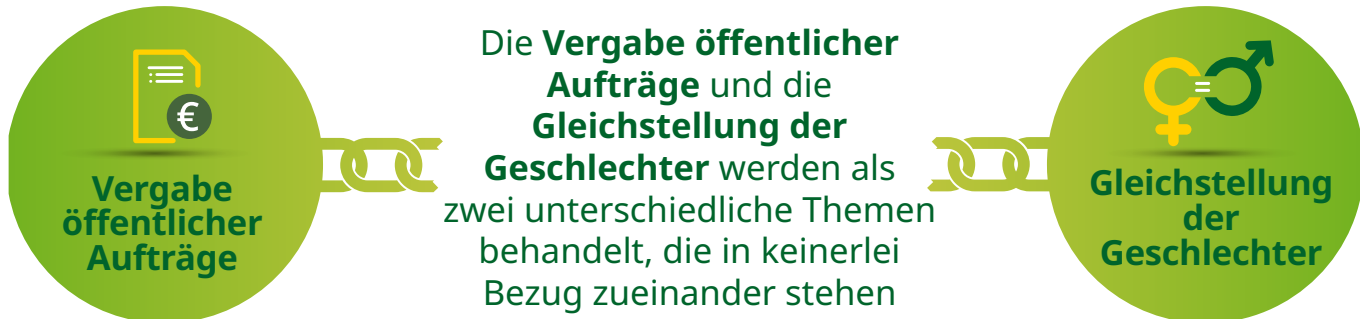 Vergabe
öffentlicher
Aufträge
€
Die Vergabe öffentlicher
Aufträge und die
Gleichstellung der
Geschlechter werden als
zwei unterschiedliche Themen
behandelt, die in keinerlei
Bezug zueinander stehen
=
Gleichstellung
der
Geschlechter